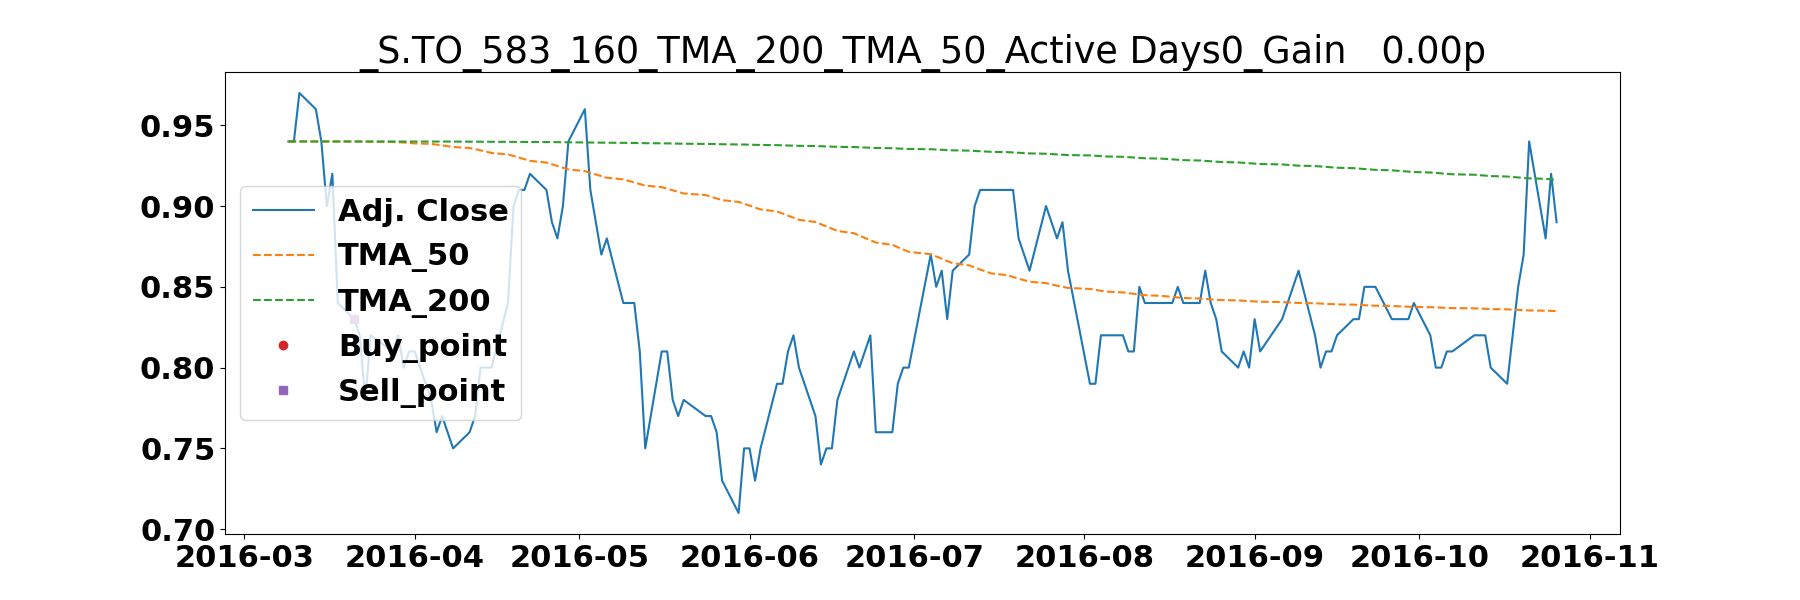 _S.TO_583_160_TMA_200_TMA_50_Active Days0_Gain   0.00p
0.95
0.90
0.85
0.80
0.75
0.70
Adj. Close
TMA_50
TMA_200
Buy_point
Sell_point
2016-03 2016-04 2016-05 2016-06 2016-07 2016-08 2016-09 2016-10 2016-11